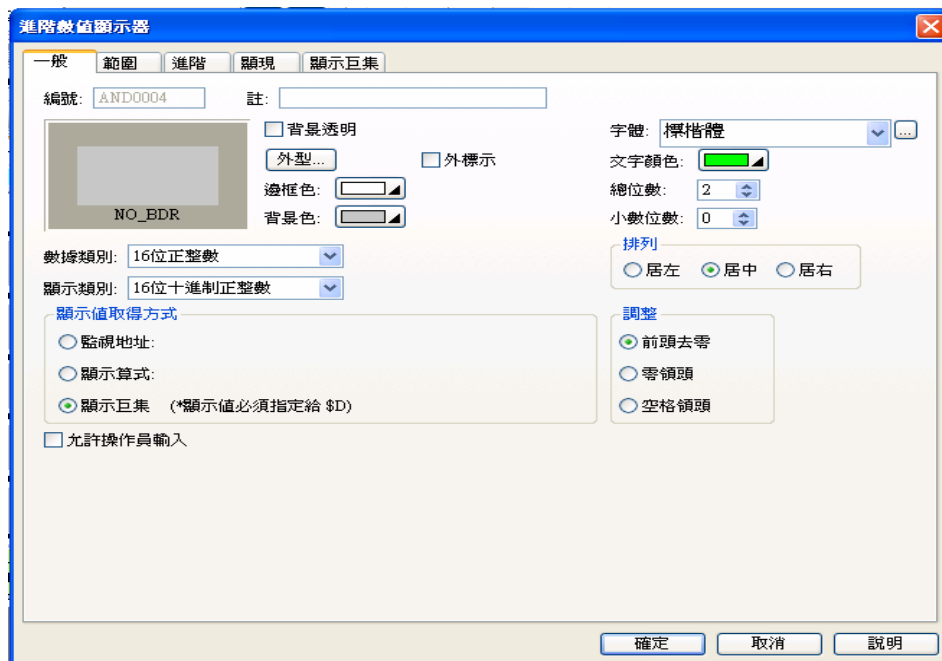 進階數值顯示器
一般 範圍 進階 顯現 顯示巨集
編號: AND0004 註:
背景透明 字體: 標楷體 ...
外型... 外標示 文字顏色:
邊框色: 總位數: 2
NO_BDR 背景色: 小數位數: 0
數據類別: 16位正整數 排列
居左 居中 居右
顯示類別: 16位十進制正整數
顯示值取得方式 調整
監視地址: 前頭去零
顯示算式: 零領頭
顯示巨集 (*顯示值必須指定給 $D) 空格領頭
允許操作員輸入
確定 取消 說明